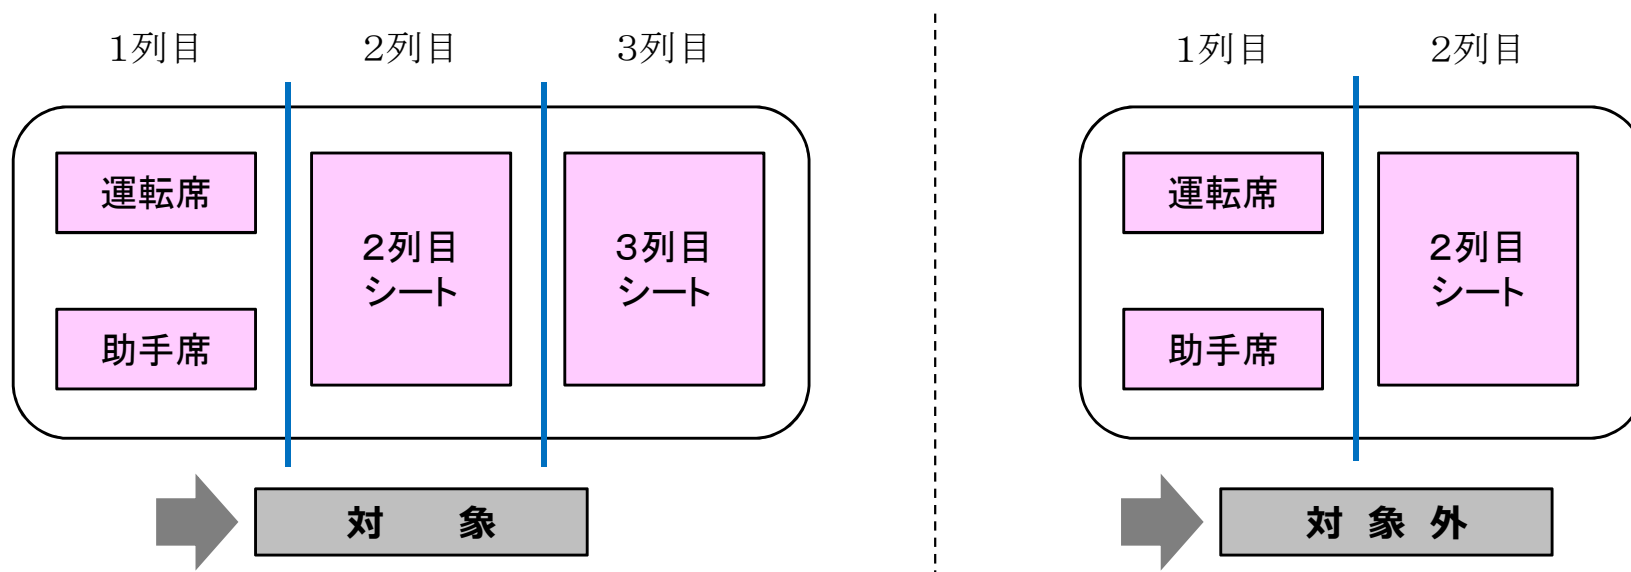 1列目
2列目
3列目
運転席
助手席
2列目
シート
3列目
シート
対 象
1列目
2列目
運転席
助手席
2列目
シート
対 象 外